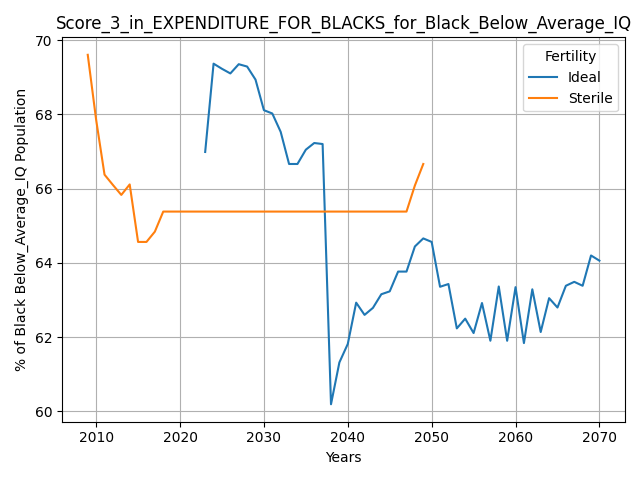 Score_3_in_EXPENDITURE_FOR_BLACKS_for_Black_Below_Average_IQ
% of Black Below_Average_IQ Population
70
68
66
64
62
60
Fertility
Ideal
Sterile
2010
2020
2030
2040
2050
2060
2070
Years